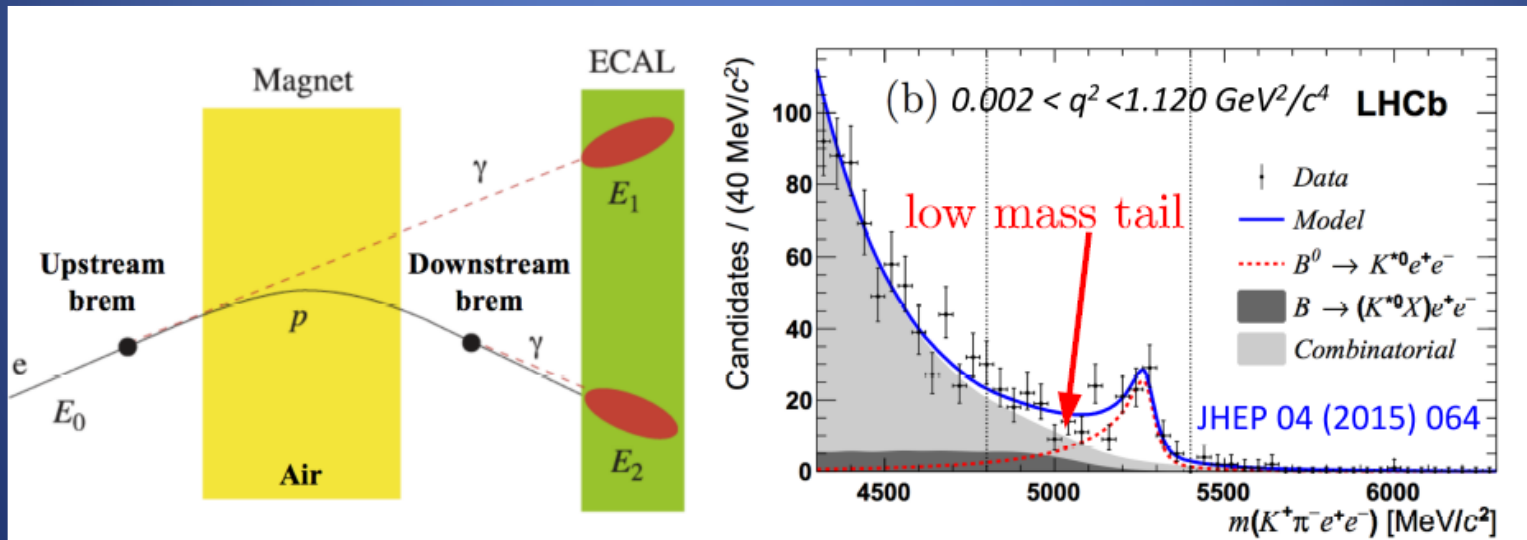 Magnet
ECAL
γ
E₁
Upstream
brem
Downstream
brem
p
γ
e
E₀
E₂
Air
Candidates / (40 MeV/c²)
100
80
60
40
20
0
(b) 0.002 < q² <1.120 GeV²/c⁴ LHCb
Data
Model
B⁰ → K*⁰e⁺e⁻
B → (K*⁰X)e⁺e⁻
Combinatorial
low mass tail
JHEP 04 (2015) 064
4500 5000 5500 6000
m(K⁺π⁻e⁺e⁻) [MeV/c²]